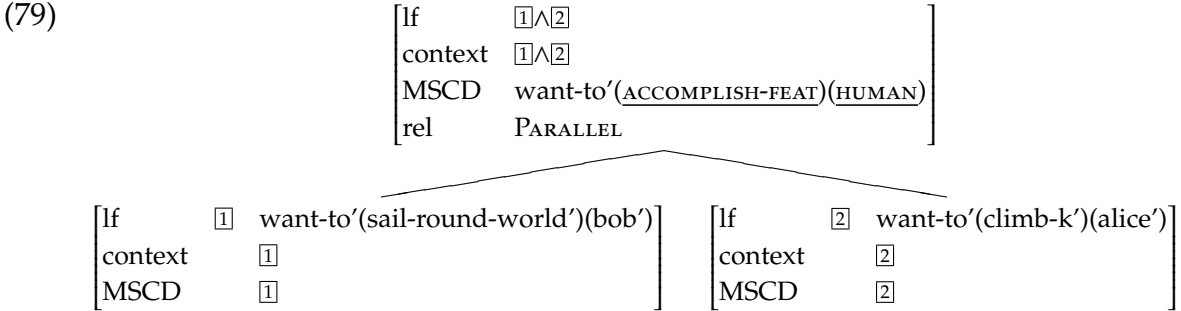 (79)
lf 1∧2
context 1∧2
MSCD want-to'(ACCOMPLISH-FEAT)(HUMAN)
rel PARALLEL
lf 1 want-to'(sail-round-world')(bob') lf 2 want-to'(climb-k')(alice')
context 1 context 2
MSCD 1 MSCD 2